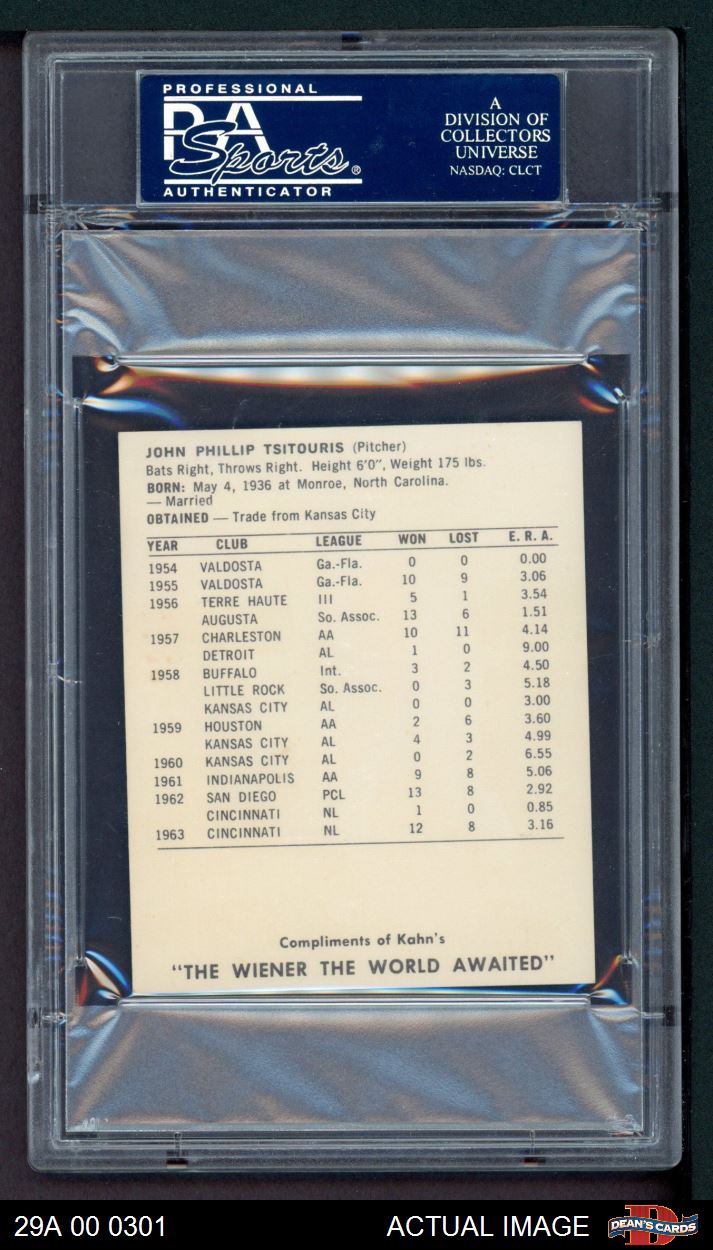 PROFESSIONAL
PSA
Sports®
AUTHENTICATOR
A
DIVISION OF
COLLECTORS
UNIVERSE
NASDAQ: CLCT
JOHN PHILLIP TSITOURIS (Pitcher)
Bats Right, Throws Right. Height 6'0", Weight 175 lbs.
BORN: May 4, 1936 at Monroe, North Carolina.
— Married
OBTAINED — Trade from Kansas City
YEAR CLUB LEAGUE WON LOST E. R. A.
1954 VALDOSTA Ga.-Fla. 0 0 0.00
1955 VALDOSTA Ga.-Fla. 10 9 3.06
1956 TERRE HAUTE III 5 1 3.54
AUGUSTA So. Assoc. 13 6 1.51
1957 CHARLESTON AA 10 11 4.14
DETROIT AL 1 0 9.00
1958 BUFFALO Int. 3 2 4.50
LITTLE ROCK So. Assoc. 0 3 5.18
KANSAS CITY AL 0 0 3.00
1959 HOUSTON AA 2 6 3.60
KANSAS CITY AL 4 3 4.99
1960 KANSAS CITY AL 0 2 6.55
1961 INDIANAPOLIS AA 9 8 5.06
1962 SAN DIEGO PCL 13 8 2.92
CINCINNATI NL 1 0 0.85
1963 CINCINNATI NL 12 8 3.16
Compliments of Kahn's
"THE WIENER THE WORLD AWAITED"
29A 00 0301
ACTUAL IMAGE
DEAN'S CARDS